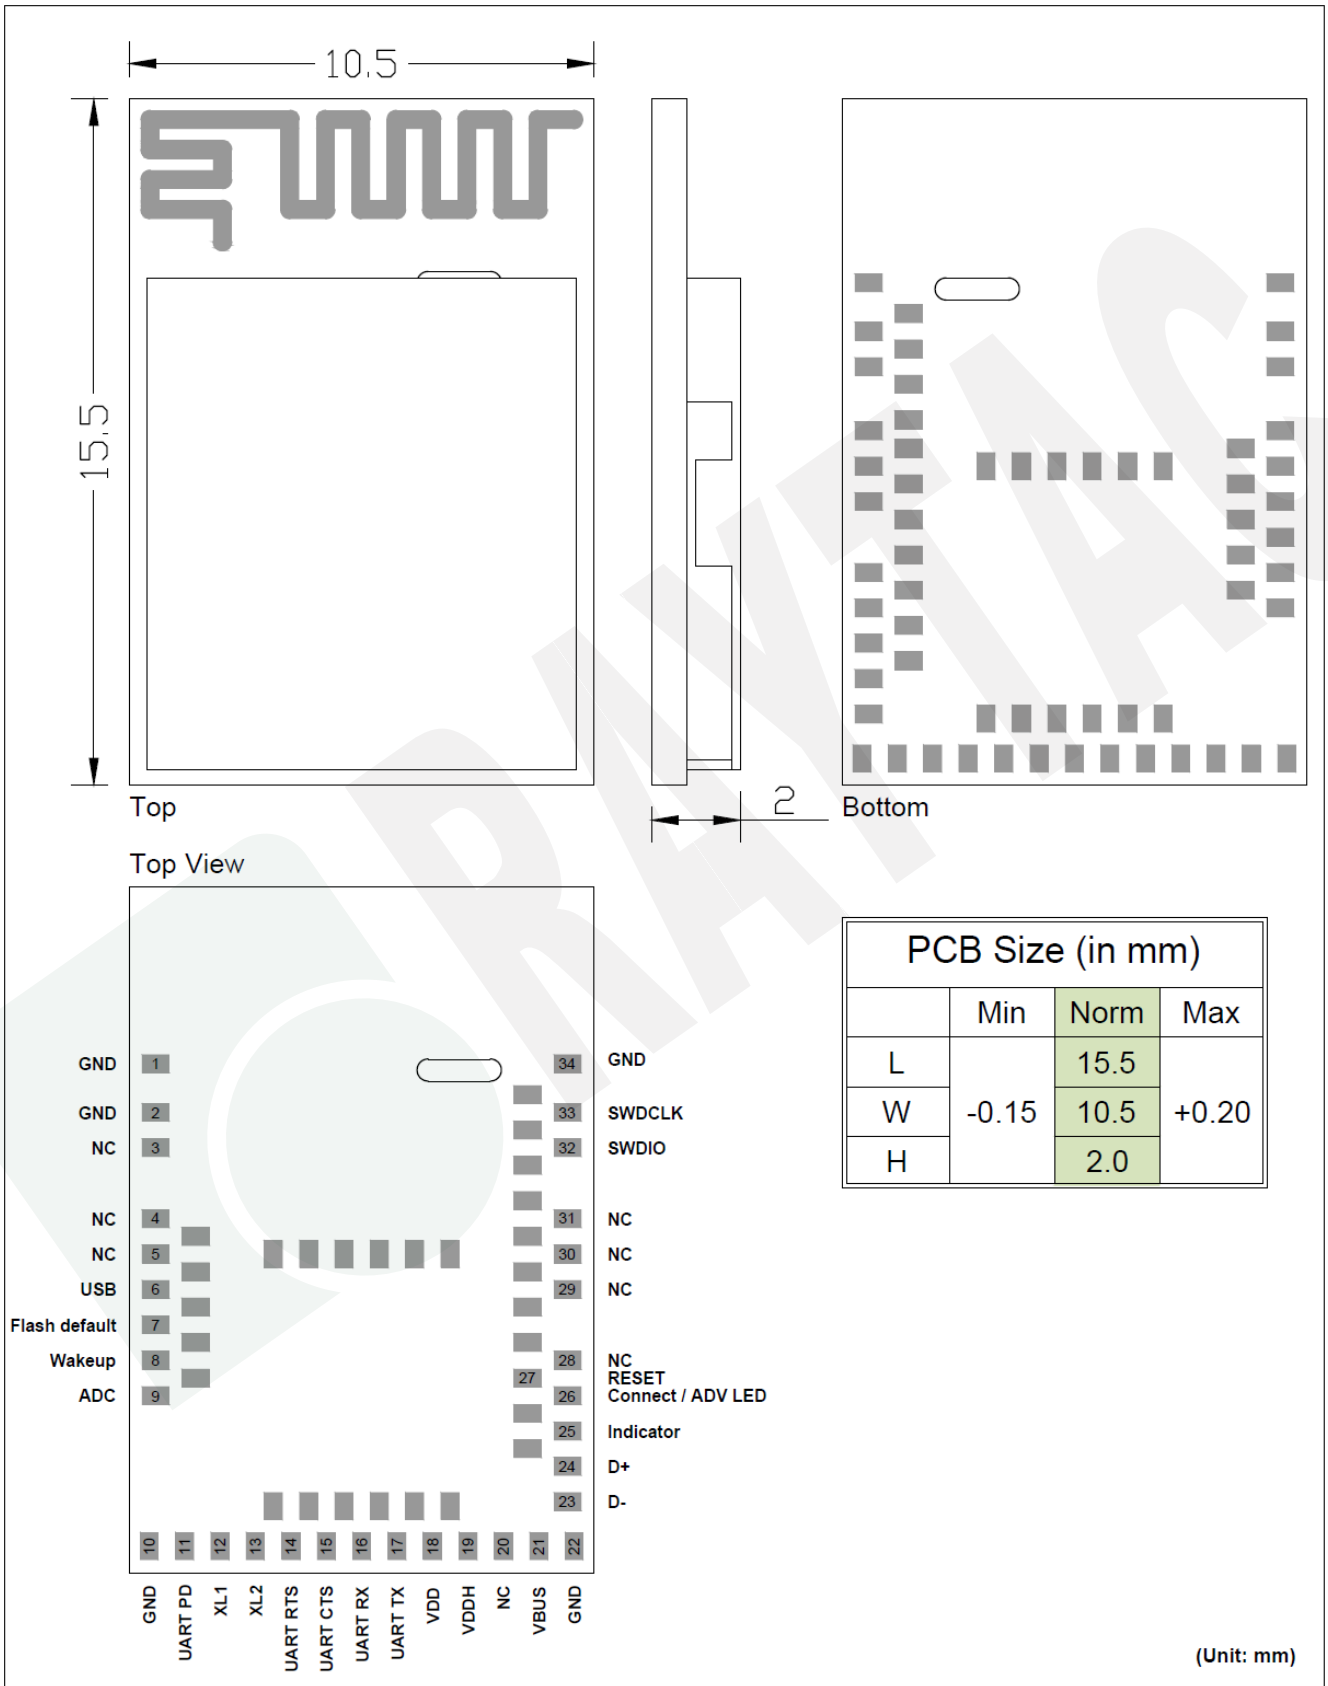 10.5
15.5
2
Top
Bottom
RAYTAC
Top View
PCB Size (in mm)
Min Norm Max
L 15.5
W -0.15 10.5 +0.20
H 2.0
GND 1
GND 2
NC 3
NC 4
NC 5
USB 6
Flash default 7
Wakeup 8
ADC 9
34 GND
33 SWDCLK
32 SWDIO
31 NC
30 NC
29 NC
28 NC
27 RESET
26 Connect / ADV LED
25 Indicator
24 D+
23 D-
10 11 12 13 14 15 16 17 18 19 20 21 22
GND UART PD XL1 XL2 UART RTS UART CTS UART RX UART TX VDD VDDH NC VBUS GND
(Unit: mm)